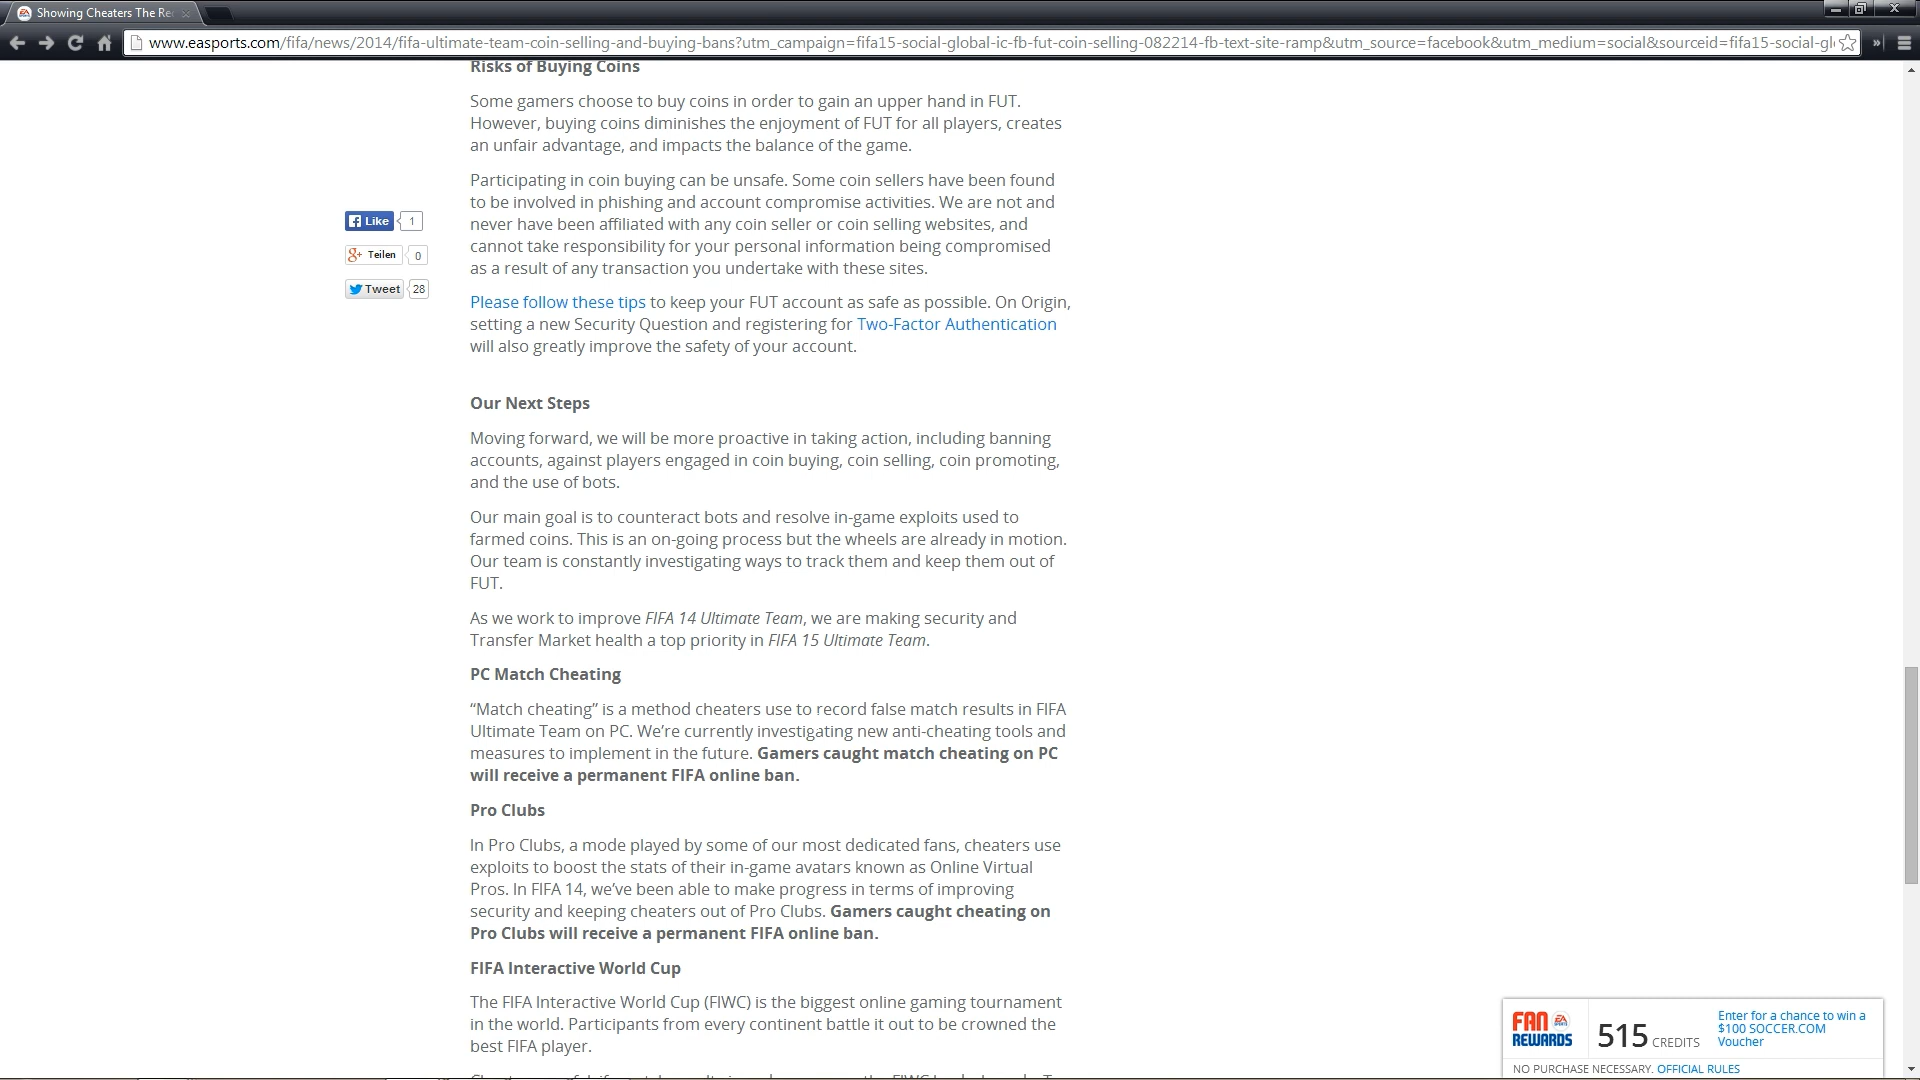 Showing Cheaters The Re
www.easports.com/fifa/news/2014/fifa-ultimate-team-coin-selling-and-buying-bans?utm_campaign=fifa15-social-global-ic-fb-fut-coin-selling-082214-fb-text-site-ramp&utm_source=facebook&utm_medium=social&sourceid=fifa15-social-gl
Risks of Buying Coins
Some gamers choose to buy coins in order to gain an upper hand in FUT.
However, buying coins diminishes the enjoyment of FUT for all players, creates
an unfair advantage, and impacts the balance of the game.
Participating in coin buying can be unsafe. Some coin sellers have been found
to be involved in phishing and account compromise activities. We are not and
never have been affiliated with any coin seller or coin selling websites, and
cannot take responsibility for your personal information being compromised
as a result of any transaction you undertake with these sites.
Like 1
Teilen 0
Tweet 28
Please follow these tips to keep your FUT account as safe as possible. On Origin,
setting a new Security Question and registering for Two-Factor Authentication
will also greatly improve the safety of your account.
Our Next Steps
Moving forward, we will be more proactive in taking action, including banning
accounts, against players engaged in coin buying, coin selling, coin promoting,
and the use of bots.
Our main goal is to counteract bots and resolve in-game exploits used to
farmed coins. This is an on-going process but the wheels are already in motion.
Our team is constantly investigating ways to track them and keep them out of
FUT.
As we work to improve FIFA 14 Ultimate Team, we are making security and
Transfer Market health a top priority in FIFA 15 Ultimate Team.
PC Match Cheating
“Match cheating” is a method cheaters use to record false match results in FIFA
Ultimate Team on PC. We’re currently investigating new anti-cheating tools and
measures to implement in the future. Gamers caught match cheating on PC
will receive a permanent FIFA online ban.
Pro Clubs
In Pro Clubs, a mode played by some of our most dedicated fans, cheaters use
exploits to boost the stats of their in-game avatars known as Online Virtual
Pros. In FIFA 14, we’ve been able to make progress in terms of improving
security and keeping cheaters out of Pro Clubs. Gamers caught cheating on
Pro Clubs will receive a permanent FIFA online ban.
FIFA Interactive World Cup
The FIFA Interactive World Cup (FIWC) is the biggest online gaming tournament
in the world. Participants from every continent battle it out to be crowned the
best FIFA player.
FAN REWARDS
515 CREDITS
Enter for a chance to win a
$100 SOCCER.COM
Voucher
NO PURCHASE NECESSARY. OFFICIAL RULES